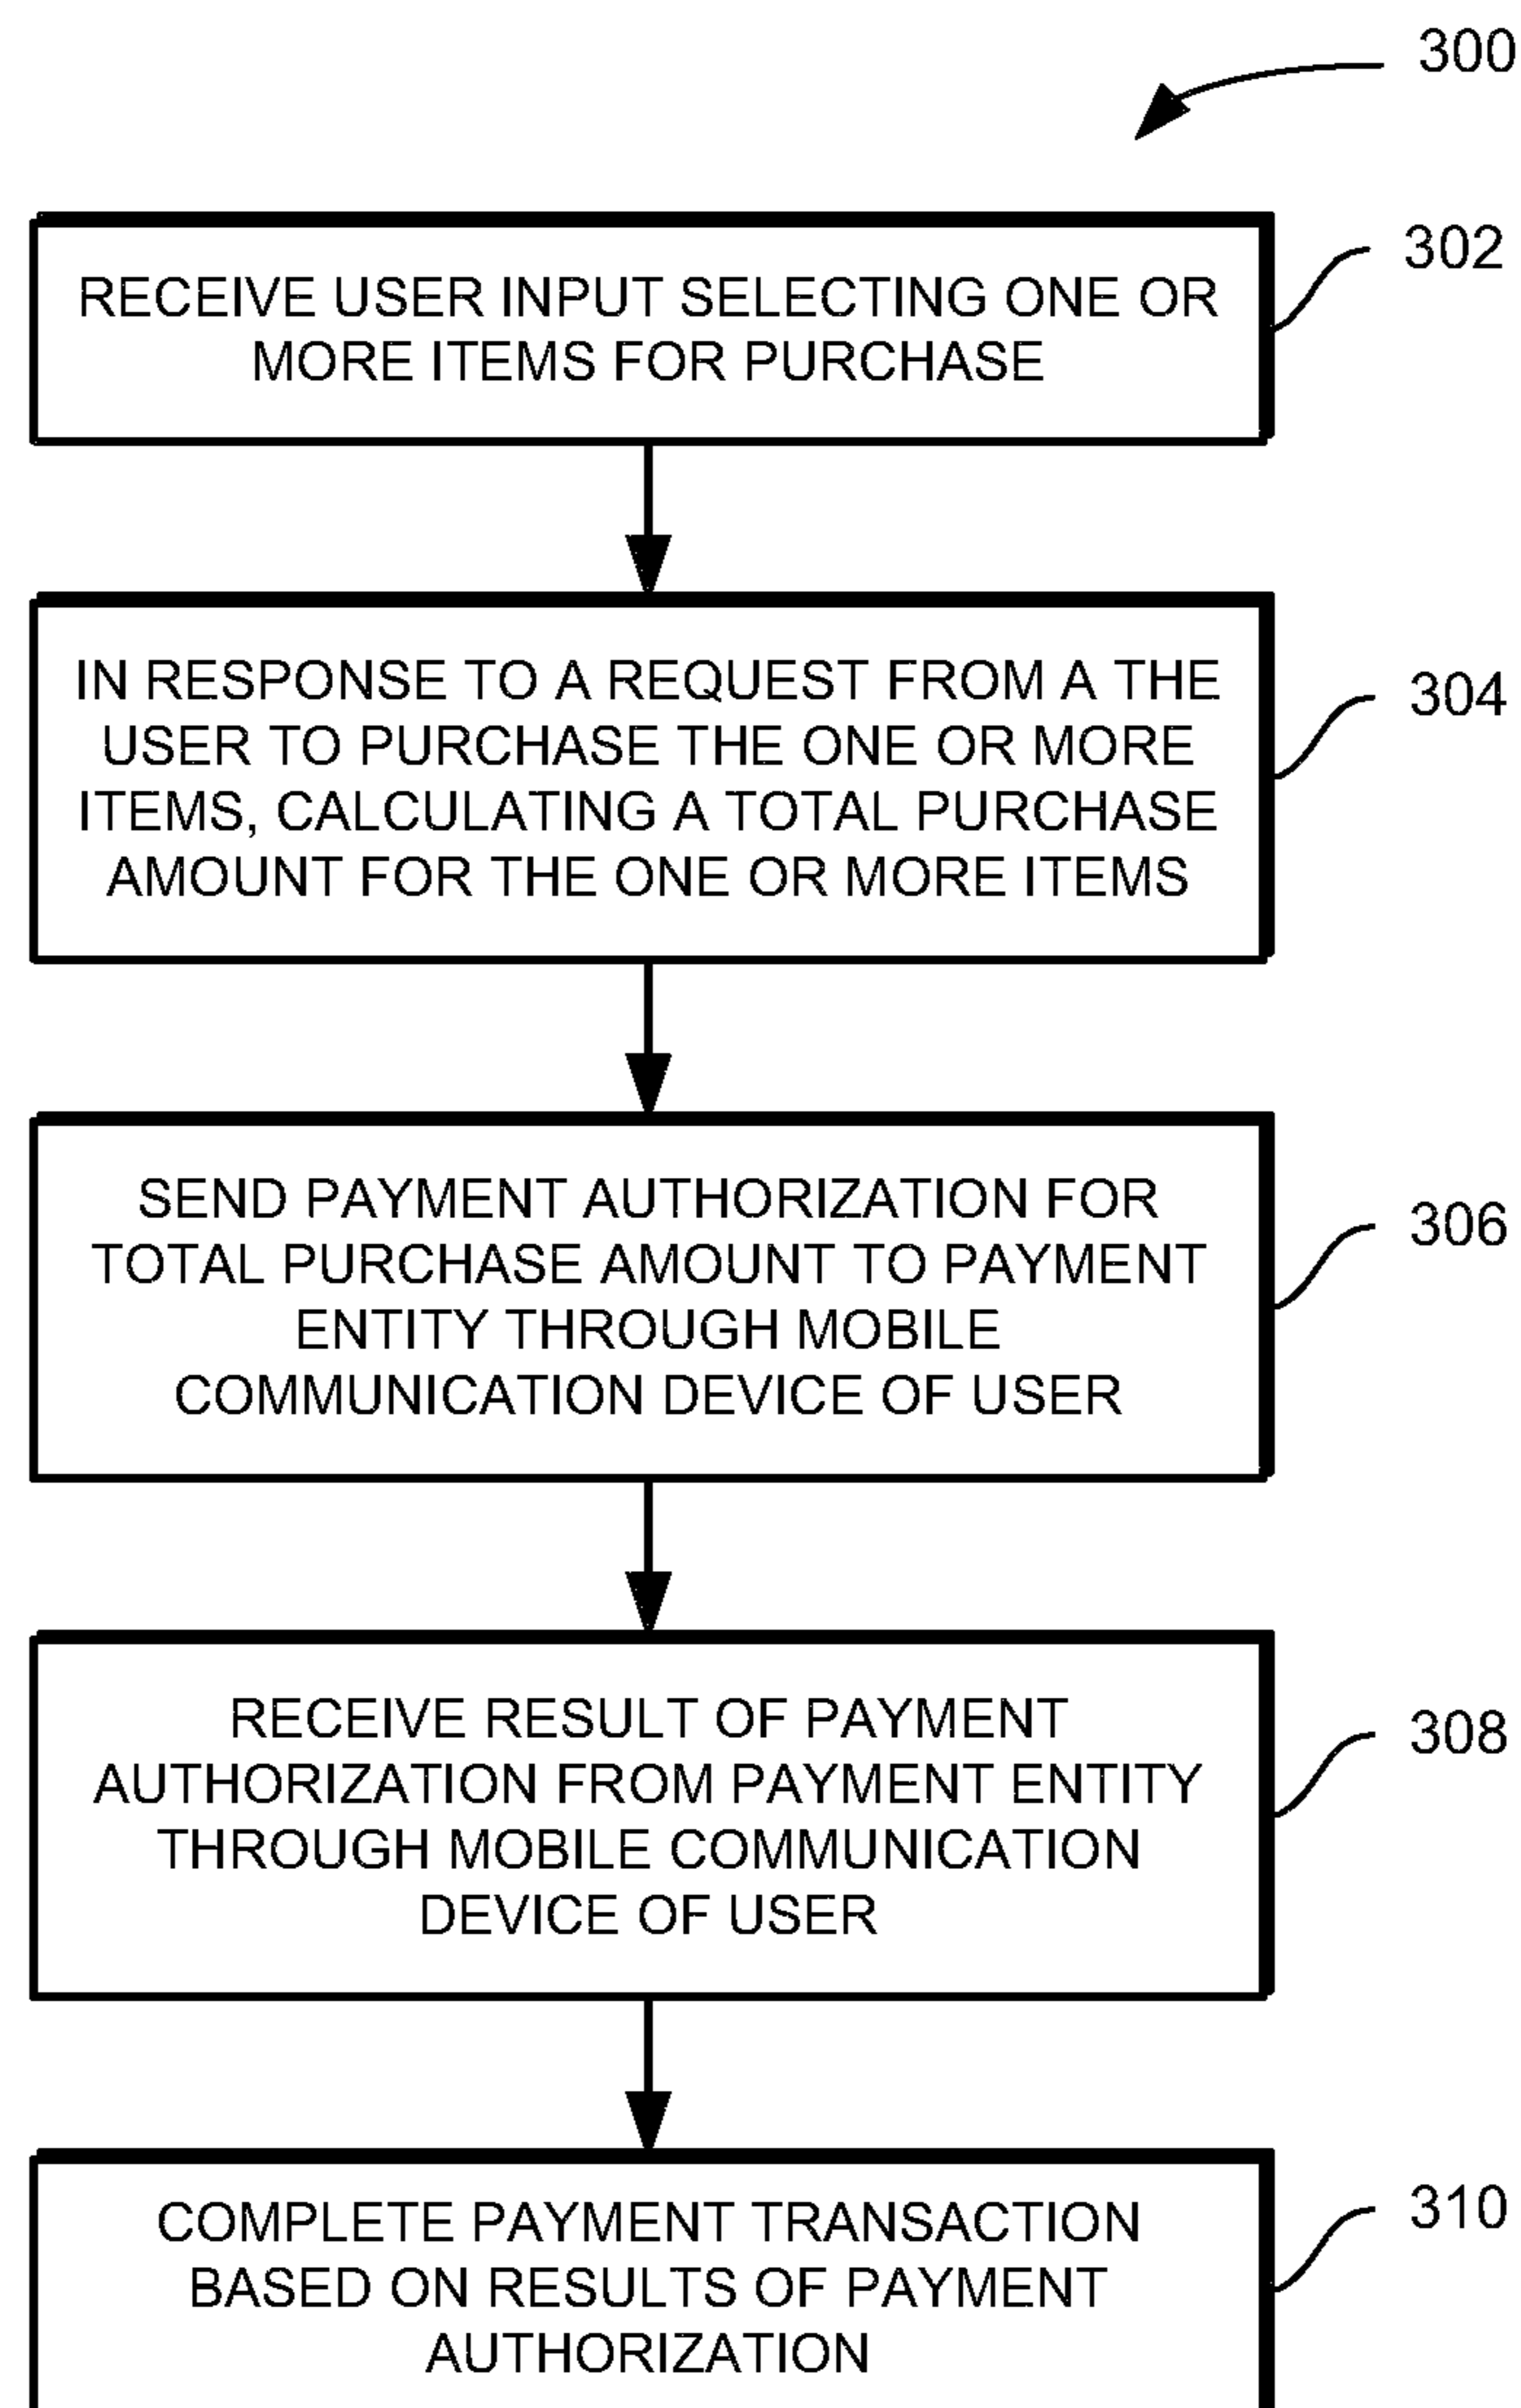 300
RECEIVE USER INPUT SELECTING ONE OR
MORE ITEMS FOR PURCHASE
302
IN RESPONSE TO A REQUEST FROM A THE
USER TO PURCHASE THE ONE OR MORE
ITEMS, CALCULATING A TOTAL PURCHASE
AMOUNT FOR THE ONE OR MORE ITEMS
304
SEND PAYMENT AUTHORIZATION FOR
TOTAL PURCHASE AMOUNT TO PAYMENT
ENTITY THROUGH MOBILE
COMMUNICATION DEVICE OF USER
306
RECEIVE RESULT OF PAYMENT
AUTHORIZATION FROM PAYMENT ENTITY
THROUGH MOBILE COMMUNICATION
DEVICE OF USER
308
COMPLETE PAYMENT TRANSACTION
BASED ON RESULTS OF PAYMENT
AUTHORIZATION
310